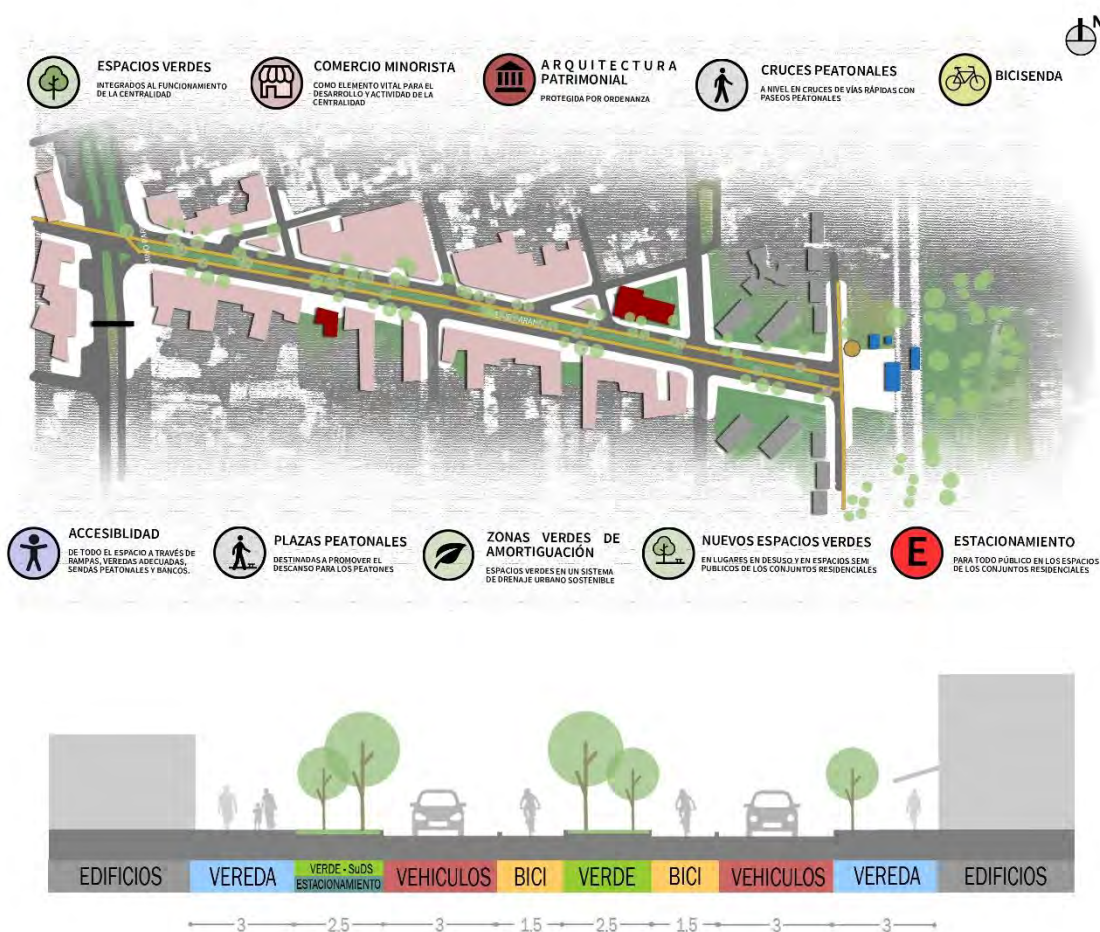 N
ESPACIOS VERDES
INTEGRADOS AL FUNCIONAMIENTO
DE LA CENTRALIDAD
COMERCIO MINORISTA
COMO ELEMENTO VITAL PARA EL
DESARROLLO Y ACTIVIDAD DE LA
CENTRALIDAD
ARQUITECTURA
PATRIMONIAL
PROTEGIDA POR ORDENANZA
CRUCES PEATONALES
A NIVEL EN CRUCES DE VÍAS RÁPIDAS CON
PASEOS PEATONALES
BICISENDA
ACCESIBLIDAD
DE TODO EL ESPACIO A TRAVÉS DE
RAMPAS, VEREDAS ADECUADAS,
SENDAS PEATONALES Y BANCOS.
PLAZAS PEATONALES
DESTINADAS A PROMOVER EL
DESCANSO PARA LOS PEATONES
ZONAS VERDES DE
AMORTIGUACIÓN
ESPACIOS VERDES EN UN SISTEMA
DE DRENAJE URBANO SOSTENIBLE
NUEVOS ESPACIOS VERDES
EN LUGARES EN DESUSO Y EN ESPACIOS SEMI
PUBLICOS DE LOS CONJUNTOS RESIDENCIALES
E
ESTACIONAMIENTO
PARA TODO PÚBLICO EN LOS ESPACIOS
DE LOS CONJUNTOS RESIDENCIALES
EDIFICIOS
VEREDA
VERDE - SuDS
ESTACIONAMIENTO
VEHICULOS
BICI
VERDE
BICI
VEHICULOS
VEREDA
EDIFICIOS
3
2.5
3
1.5
2.5
1.5
3
3